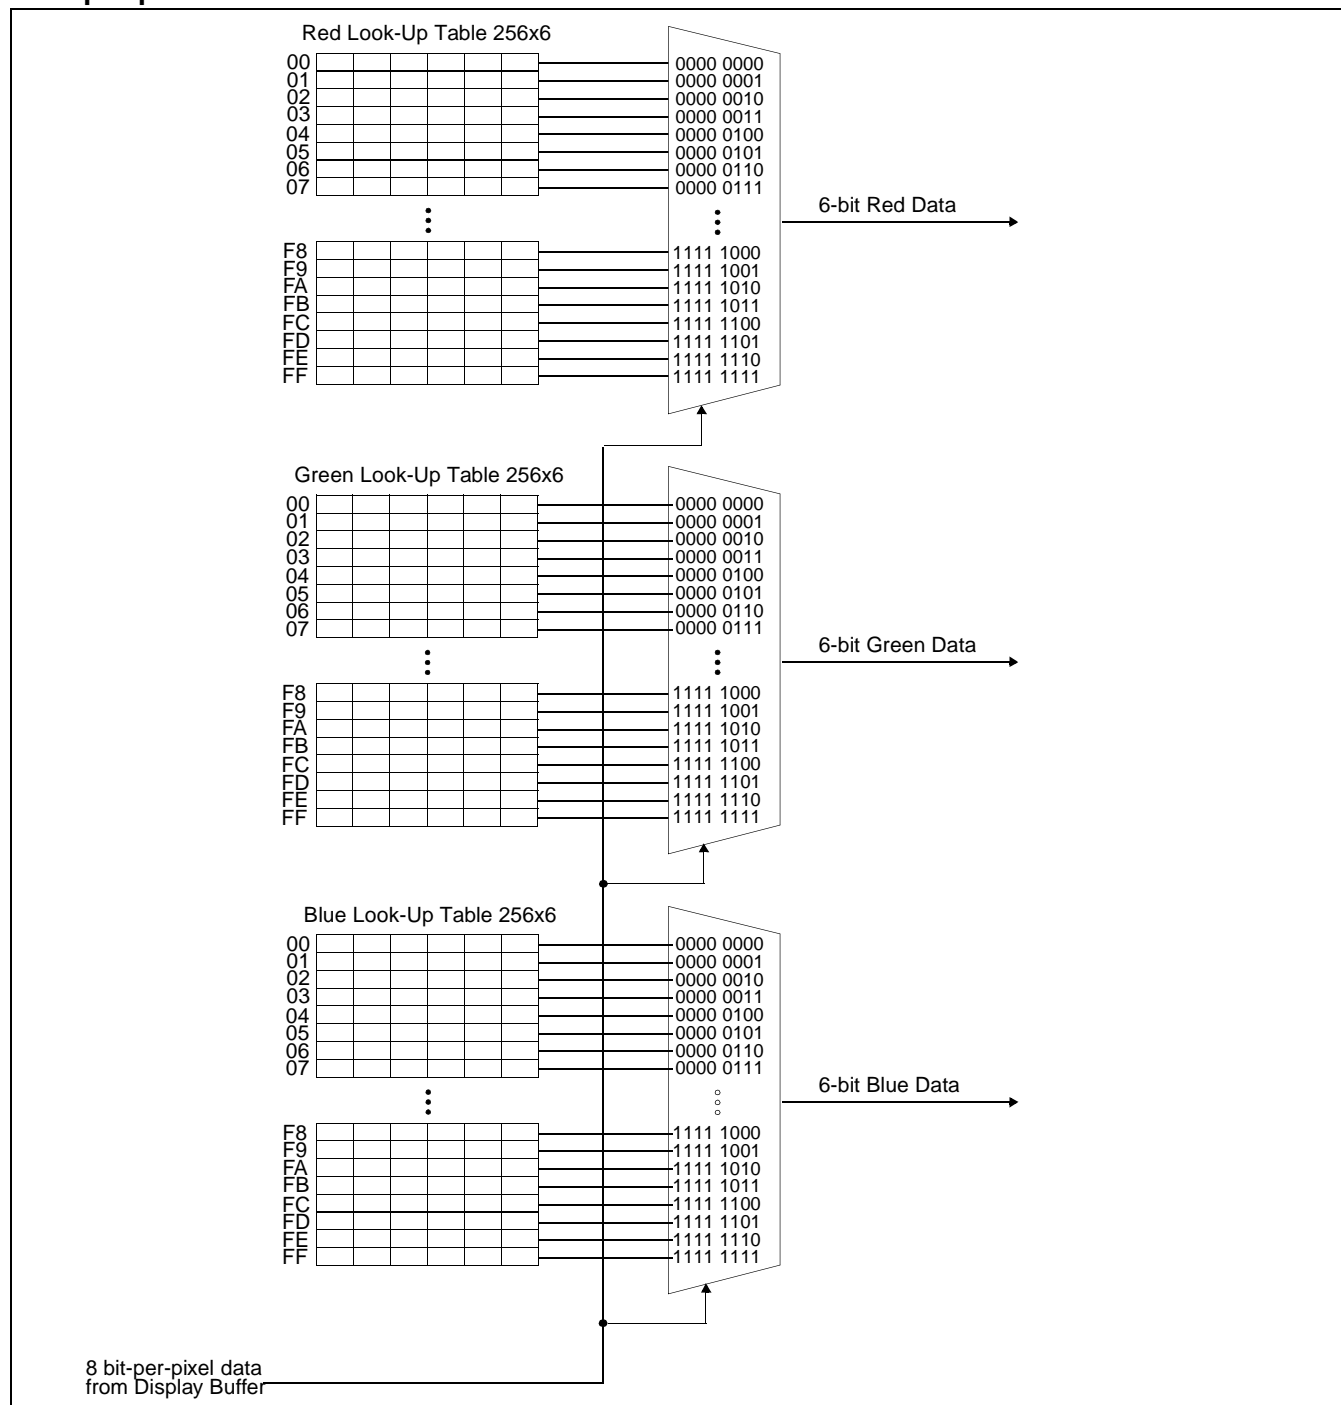 Red Look-Up Table 256x6
00 0000 0000
01 0000 0001
02 0000 0010
03 0000 0011
04 0000 0100
05 0000 0101
06 0000 0110
07 0000 0111
6-bit Red Data
F8 1111 1000
F9 1111 1001
FA 1111 1010
FB 1111 1011
FC 1111 1100
FD 1111 1101
FE 1111 1110
FF 1111 1111
Green Look-Up Table 256x6
00 0000 0000
01 0000 0001
02 0000 0010
03 0000 0011
04 0000 0100
05 0000 0101
06 0000 0110
07 0000 0111
6-bit Green Data
F8 1111 1000
F9 1111 1001
FA 1111 1010
FB 1111 1011
FC 1111 1100
FD 1111 1101
FE 1111 1110
FF 1111 1111
Blue Look-Up Table 256x6
00 0000 0000
01 0000 0001
02 0000 0010
03 0000 0011
04 0000 0100
05 0000 0101
06 0000 0110
07 0000 0111
6-bit Blue Data
F8 1111 1000
F9 1111 1001
FA 1111 1010
FB 1111 1011
FC 1111 1100
FD 1111 1101
FE 1111 1110
FF 1111 1111
8 bit-per-pixel data
from Display Buffer